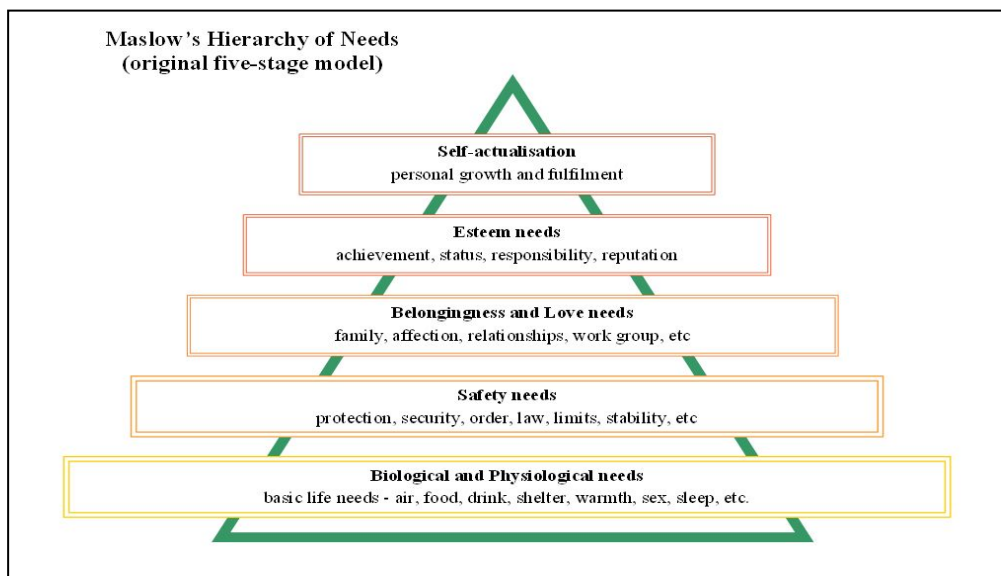 Maslow's Hierarchy of Needs
(original five-stage model)
Self-actualisation
personal growth and fulfilment
Esteem needs
achievement, status, responsibility, reputation
Belongingness and Love needs
family, affection, relationships, work group, etc
Safety needs
protection, security, order, law, limits, stability, etc
Biological and Physiological needs
basic life needs - air, food, drink, shelter, warmth, sex, sleep, etc.